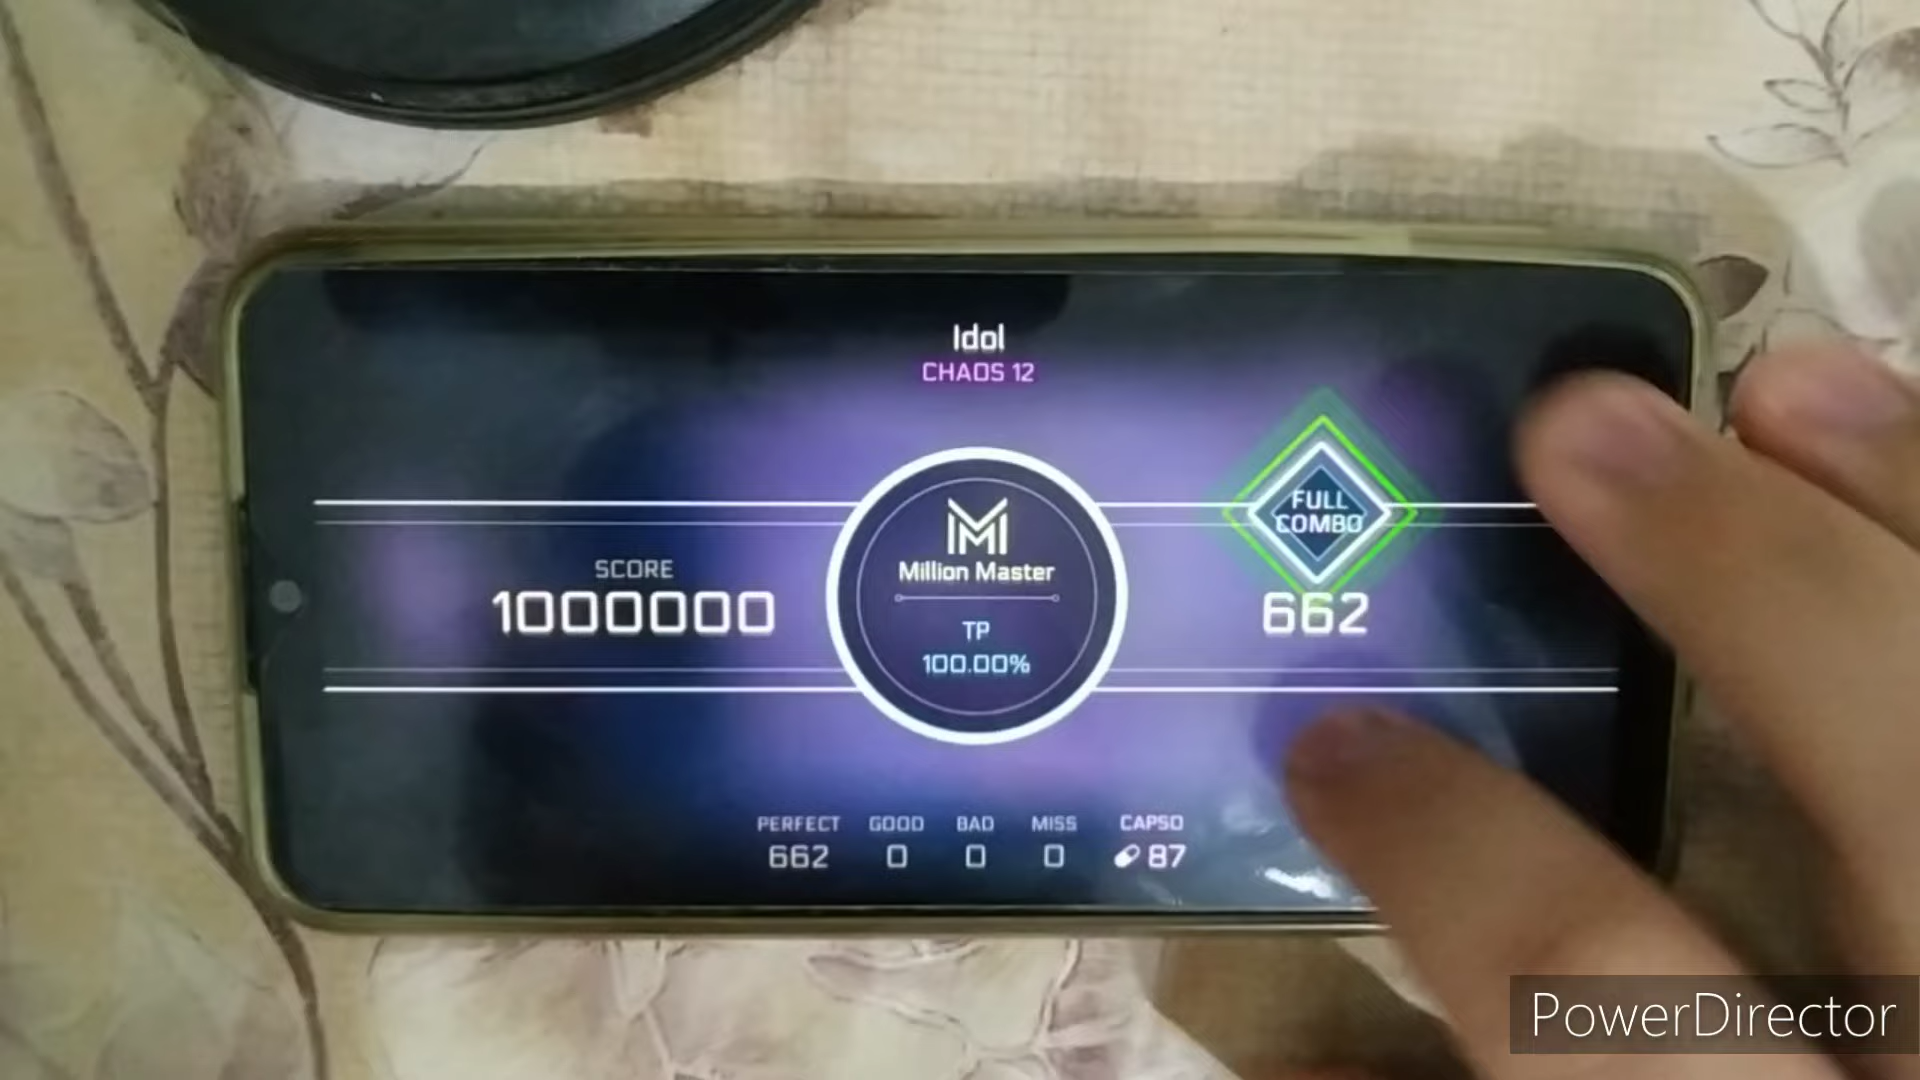 Idol
CHAOS 12
FULL
COMBO
SCORE
1000000
Million Master
TP
100.00%
662
PERFECT GOOD BAD MISS CAPSO
662 0 0 0 87
PowerDirector